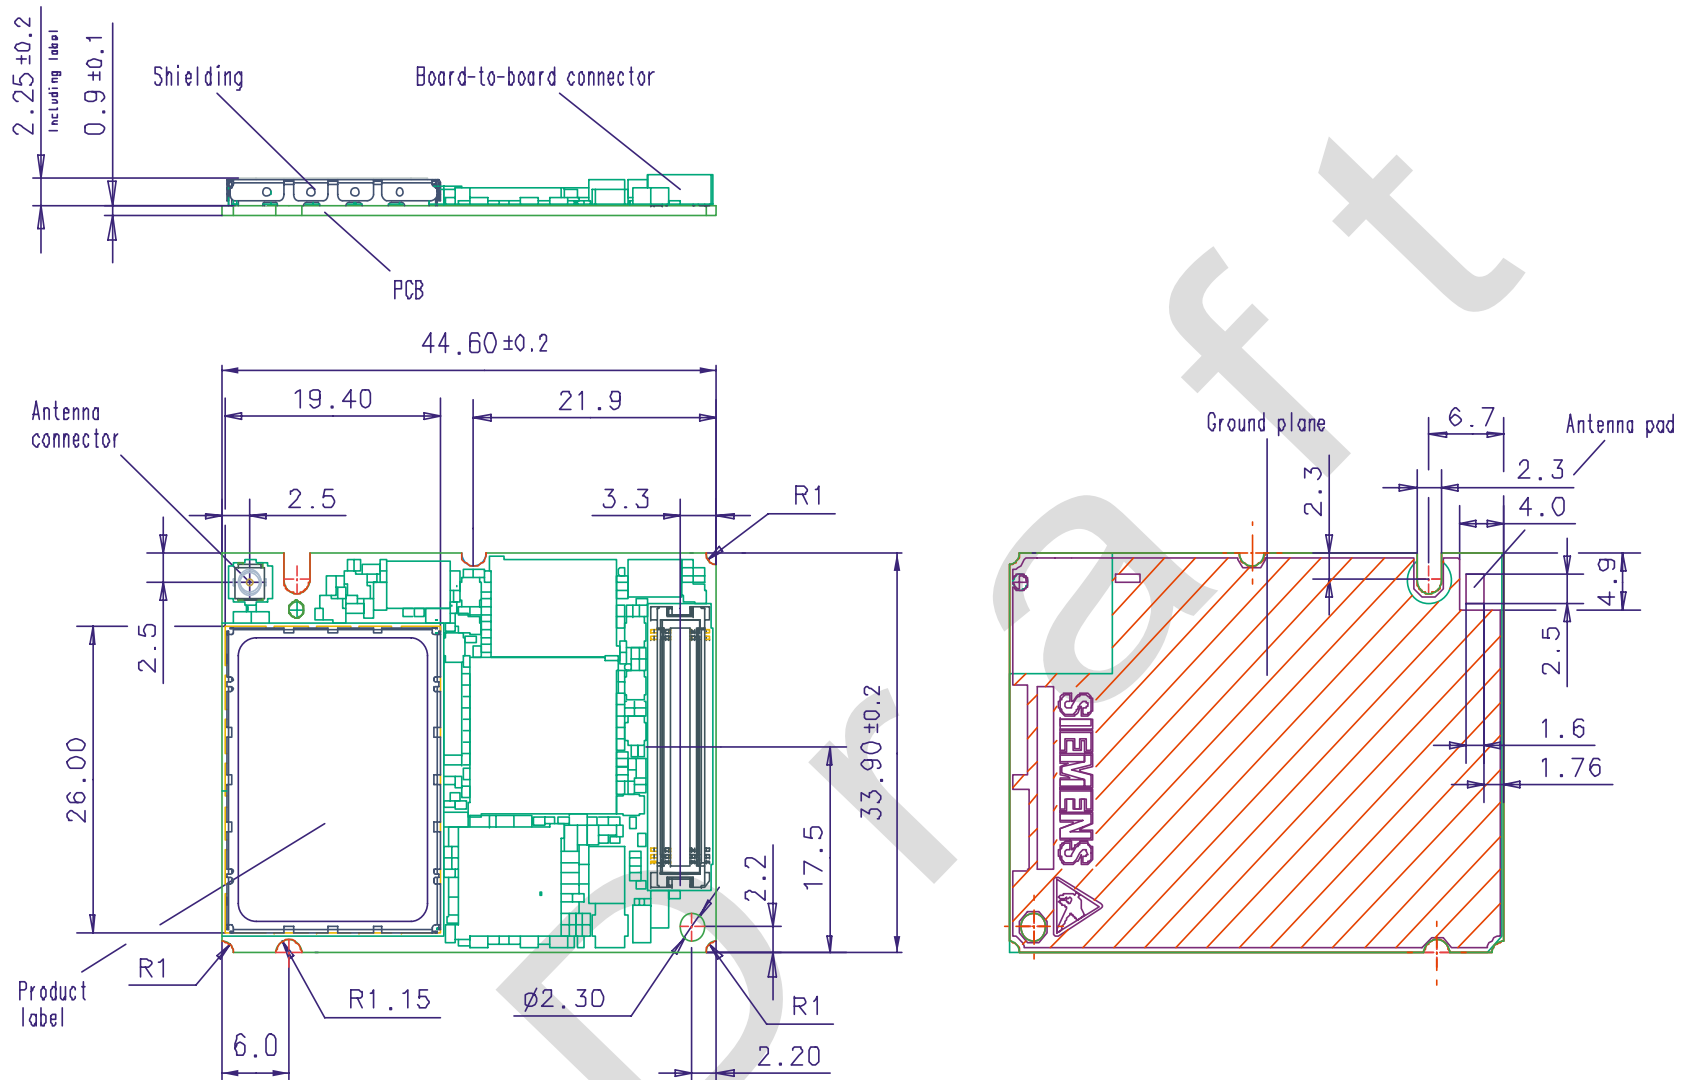 2.25±0.2
Including label
0.9±0.1
Shielding
Board-to-board connector
PCB
44.60±0.2
19.40
21.9
Antenna
connector
2.5
3.3
R1
2.5
26.00
33.90±0.2
17.5
2.2
Product
label
R1
R1.15
ø2.30
R1
6.0
2.20
Ground plane
6.7
Antenna pad
2.3
2.3
4.0
4.9
2.5
1.6
1.76
SIEMENS
Draft